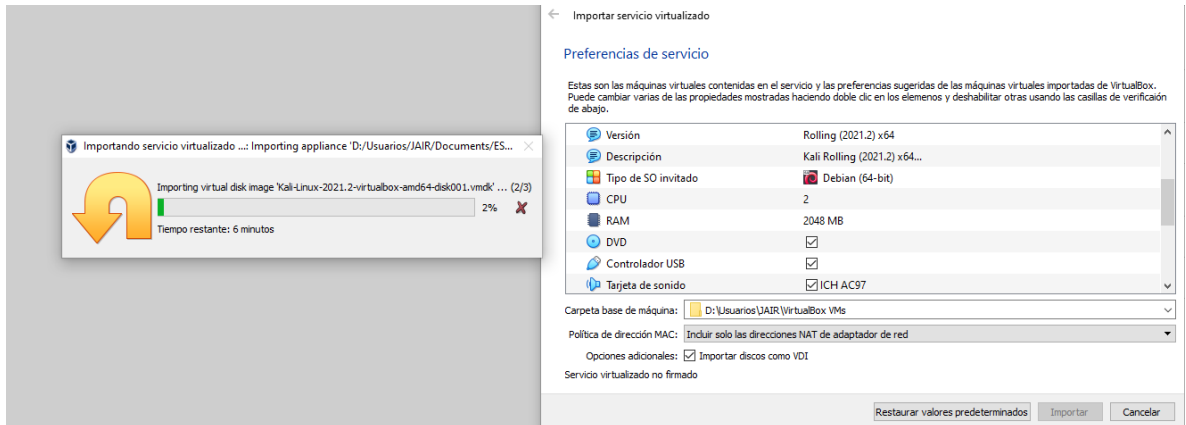 Importando servicio virtualizado ...: Importing appliance 'D:/Usuarios/JAIR/Documents/ES...
Importing virtual disk image 'Kali-Linux-2021.2-virtualbox-amd64-disk001.vmdk' ... (2/3)
2%
Tiempo restante: 6 minutos
Importar servicio virtualizado
Preferencias de servicio
Estas son las máquinas virtuales contenidas en el servicio y las preferencias sugeridas de las máquinas virtuales importadas de VirtualBox.
Puede cambiar varias de las propiedades mostradas haciendo doble clic en los elemenos y deshabilitar otras usando las casillas de verificaión
de abajo.
Versión Rolling (2021.2) x64
Descripción Kali Rolling (2021.2) x64...
Tipo de SO invitado Debian (64-bit)
CPU 2
RAM 2048 MB
DVD
Controlador USB
Tarjeta de sonido ICH AC97
Carpeta base de máquina: D:\Usuarios\JAIR\VirtualBox VMs
Política de dirección MAC: Incluir solo las direcciones NAT de adaptador de red
Opciones adicionales: Importar discos como VDI
Servicio virtualizado no firmado
Restaurar valores predeterminados Importar Cancelar